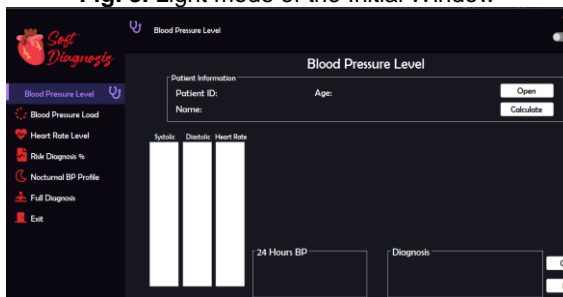 Fig. 3. Light mode of the Initial Window.
Soft
Diagnosis
Blood Pressure Level
Blood Pressure Level
Patient Information
Patient ID:
Age:
Open
Name:
Calculate
Blood Pressure Level
Blood Pressure Load
Heart Rate Level
Risk Diagnosis %
Nocturnal BP Profile
Full Diagnosis
Exit
Systolic Diastolic Heart Rate
24 Hours BP
Diagnosis